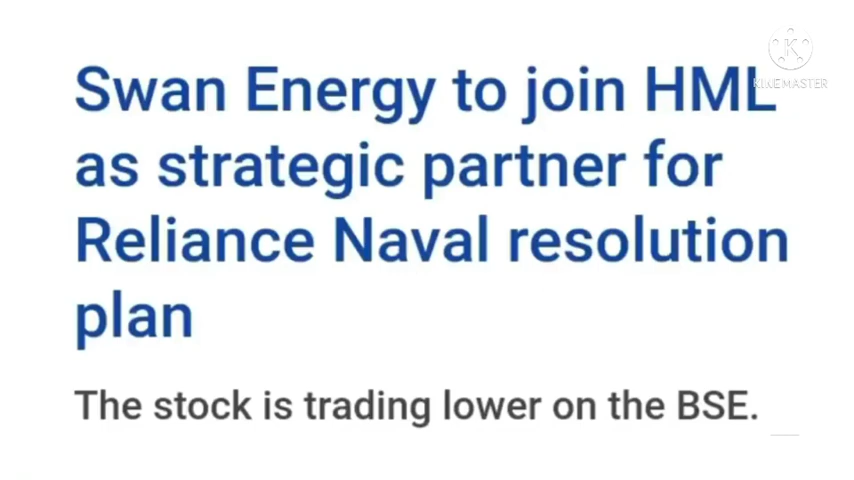 KINEMASTER
Swan Energy to join HML
as strategic partner for
Reliance Naval resolution
plan
The stock is trading lower on the BSE.